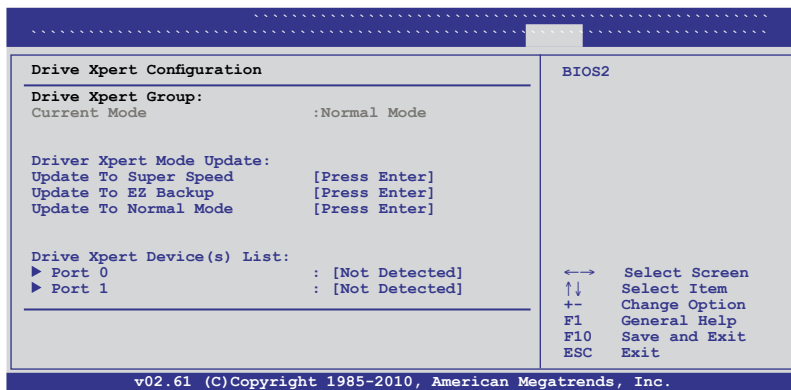 Drive Xpert Configuration
Drive Xpert Group:
Current Mode :Normal Mode
Driver Xpert Mode Update:
Update To Super Speed [Press Enter]
Update To EZ Backup [Press Enter]
Update To Normal Mode [Press Enter]
Drive Xpert Device(s) List:
▶ Port 0 : [Not Detected]
▶ Port 1 : [Not Detected]
BIOS2
←→ Select Screen
↑↓ Select Item
+- Change Option
F1 General Help
F10 Save and Exit
ESC Exit
v02.61 (C)Copyright 1985-2010, American Megatrends, Inc.